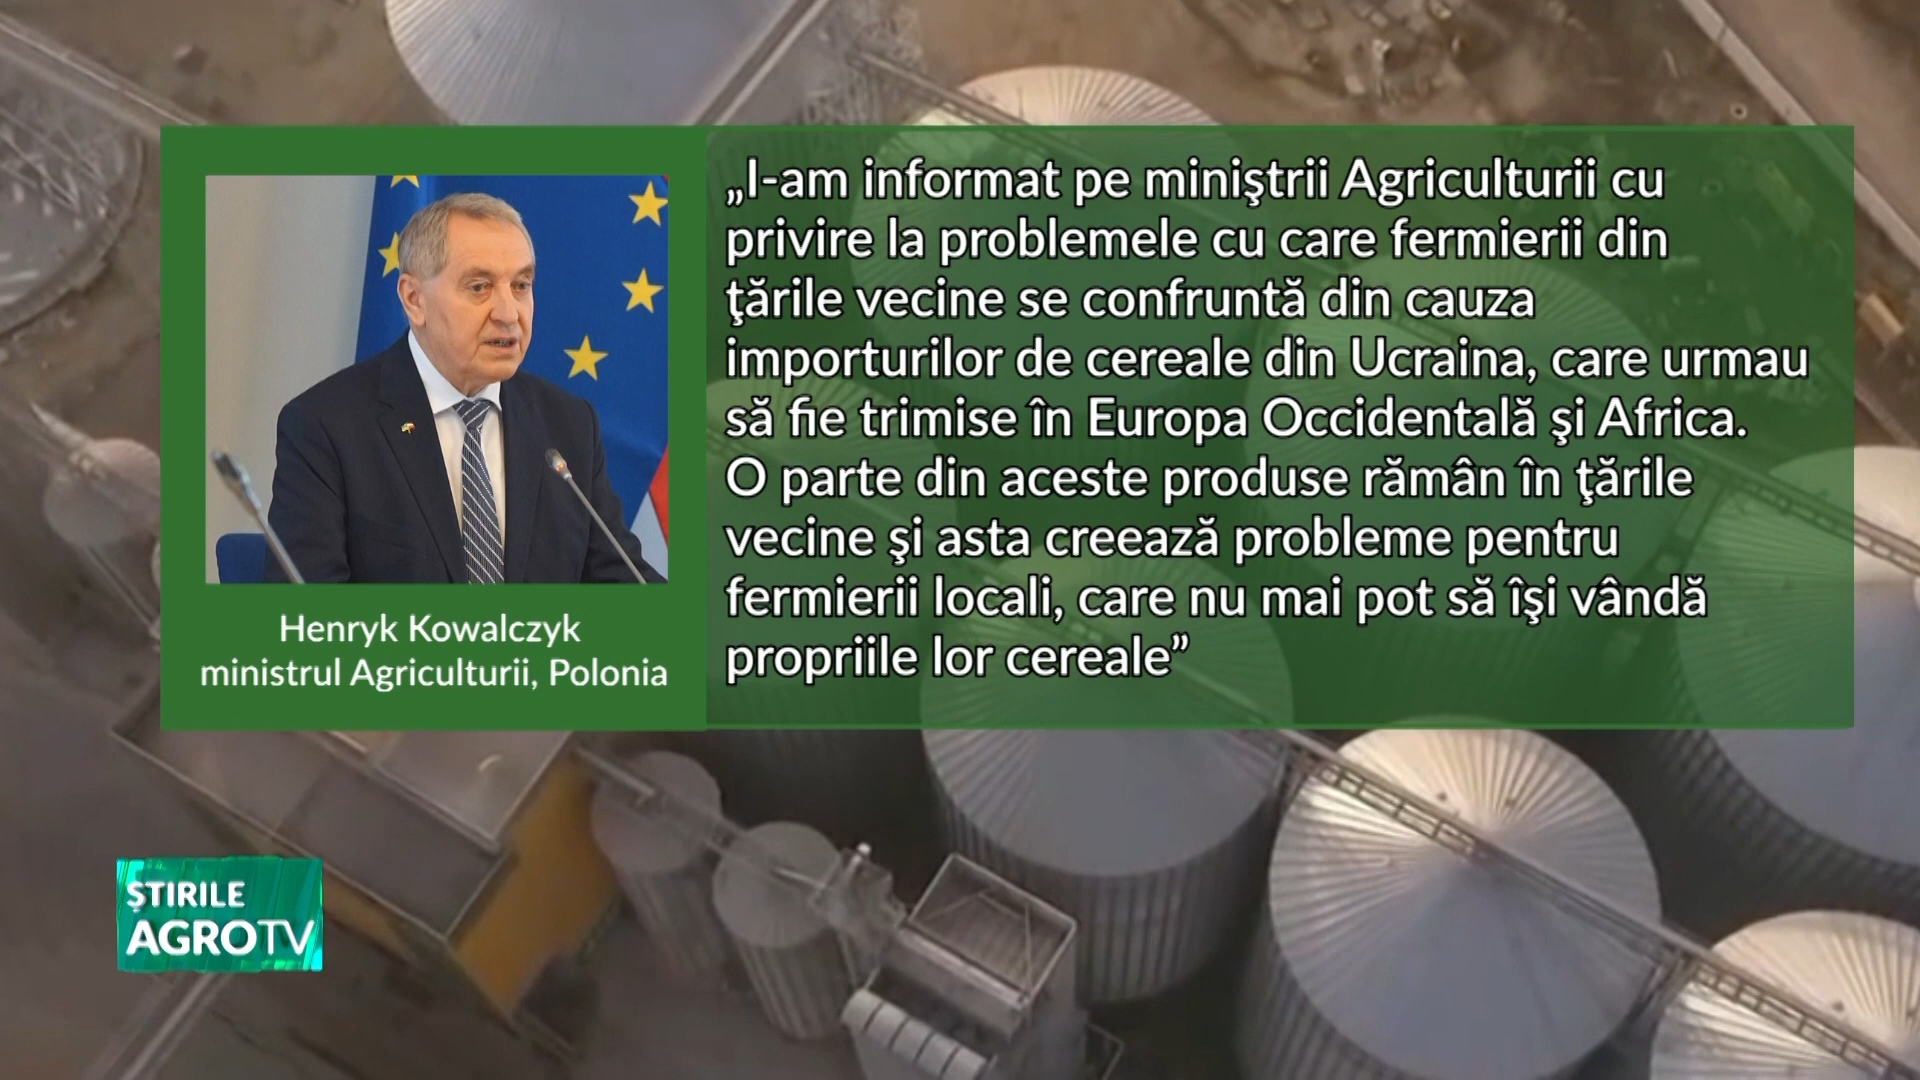 „I-am informat pe miniştrii Agriculturii cu
privire la problemele cu care fermierii din
ţările vecine se confruntă din cauza
importurilor de cereale din Ucraina, care urmau
să fie trimise în Europa Occidentală şi Africa.
O parte din aceste produse rămân în ţările
vecine şi asta creează probleme pentru
fermierii locali, care nu mai pot să îşi vândă
propriile lor cereale”
Henryk Kowalczyk
ministrul Agriculturii, Polonia
ȘTIRILE
AGROTV